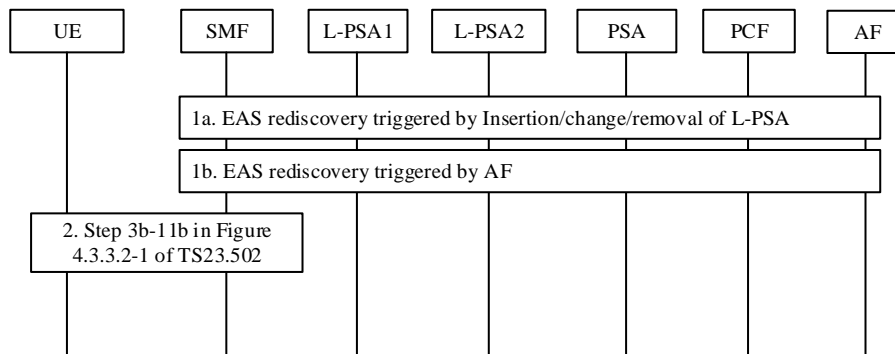 UE
SMF
L-PSA1
L-PSA2
PSA
PCF
AF
1a. EAS rediscovery triggered by Insertion/change/removal of L-PSA
1b. EAS rediscovery triggered by AF
2. Step 3b-11b in Figure
4.3.3.2-1 of TS23.502